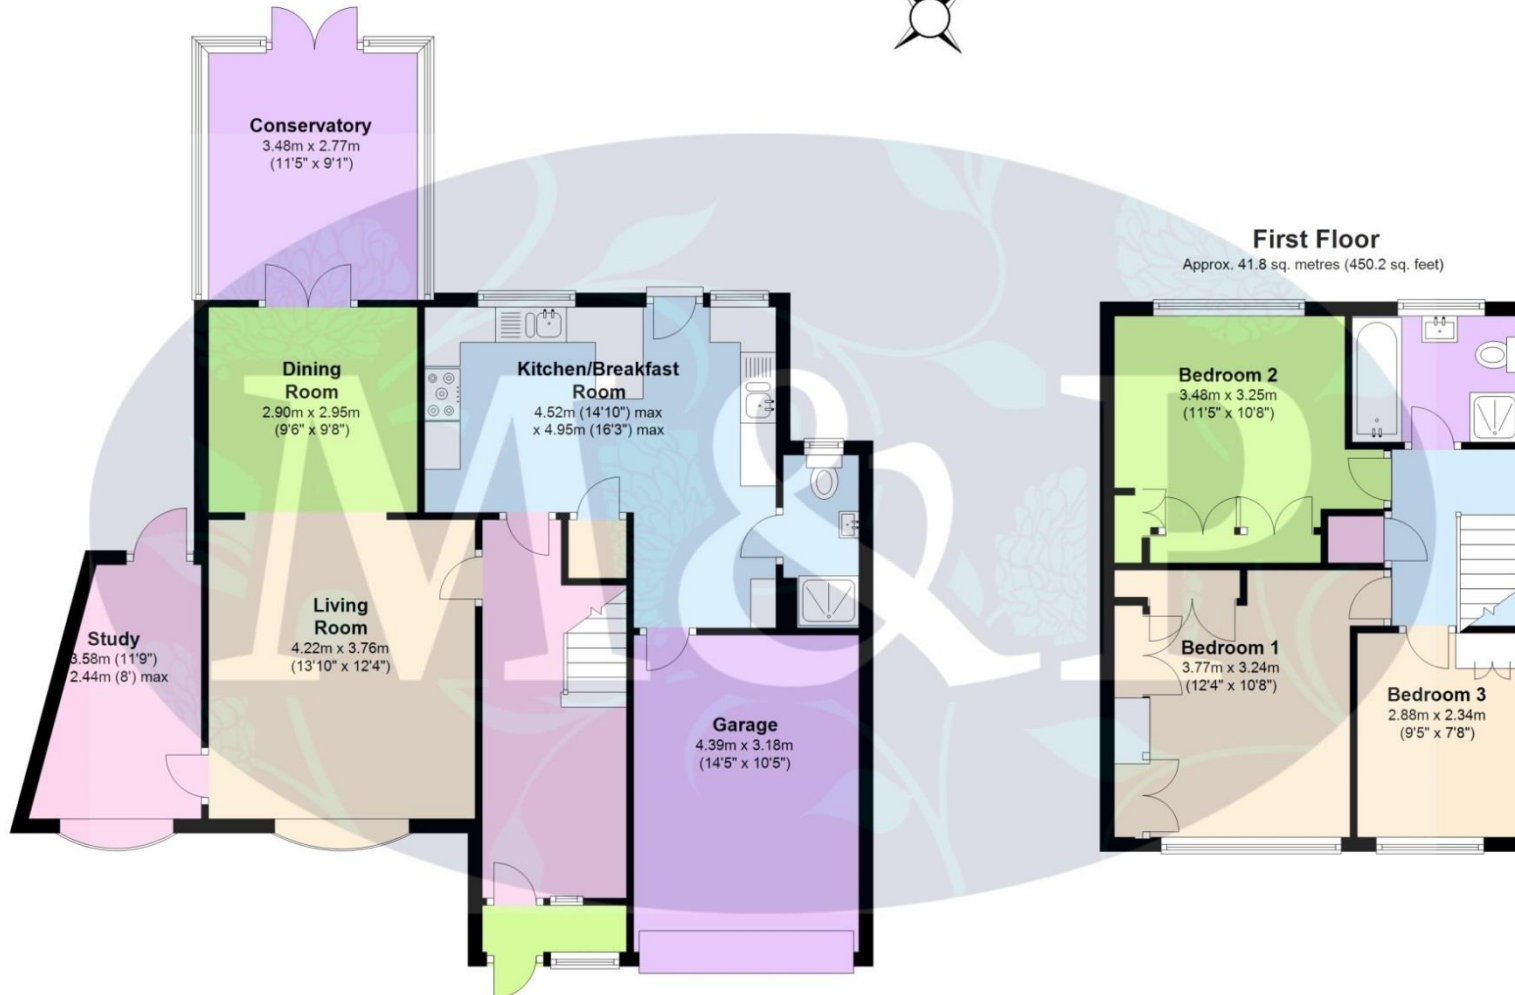 Conservatory
3.48m x 2.77m
(11'5" x 9'1")
Dining
Room
2.90m x 2.95m
(9'6" x 9'8")
Kitchen/Breakfast
Room
4.52m (14'10") max
x 4.95m (16'3") max
Study
3.58m (11'9")
2.44m (8') max
Living
Room
4.22m x 3.76m
(13'10" x 12'4")
Garage
4.39m x 3.18m
(14'5" x 10'5")
First Floor
Approx. 41.8 sq. metres (450.2 sq. feet)
Bedroom 2
3.48m x 3.25m
(11'5" x 10'8")
Bedroom 1
3.77m x 3.24m
(12'4" x 10'8")
Bedroom 3
2.88m x 2.34m
(9'5" x 7'8")
M&P